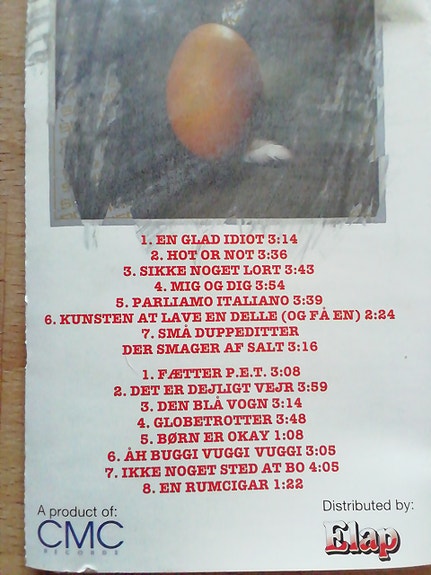 1. EN GLAD IDIOT 3:14
2. HOT OR NOT 3:36
3. SIKKE NOGET LORT 3:43
4. MIG OG DIG 3:54
5. PARLIAMO ITALIANO 3:39
6. KUNSTEN AT LAVE EN DELLE (OG FÅ EN) 2:24
7. SMÅ DUPPEDITTER
DER SMAGER AF SALT 3:16
1. FÆTTER P.E.T. 3:08
2. DET ER DEJLIGT VEJR 3:59
3. DEN BLÅ VOGN 3:14
4. GLOBETROTTER 3:48
5. BØRN ER OKAY 1:08
6. ÅH BUGGI VUGGI VUGGI 3:05
7. IKKE NOGET STED AT BO 4:05
8. EN RUMCIGAR 1:22
A product of:
CMC
RECORDS
Distributed by:
Elap